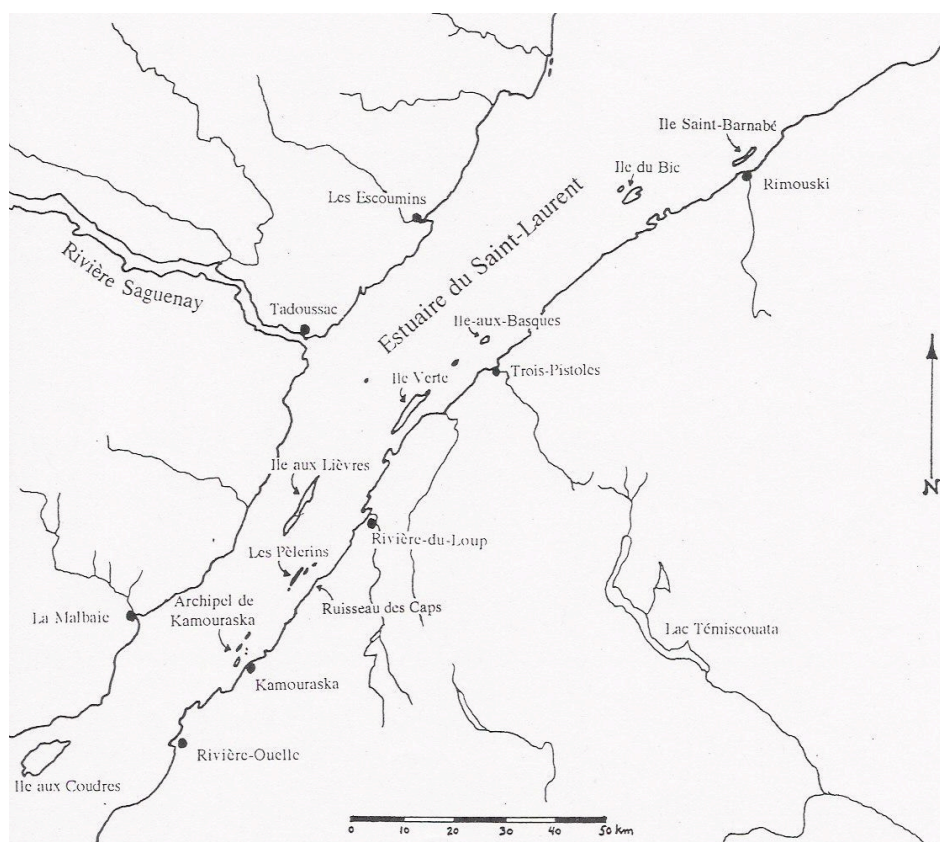 Ile Saint-Barnabé
Ile du Bic
Rimouski
Les Escoumins
Estuaire du Saint-Laurent
Rivière Saguenay
Tadoussac
Ile-aux-Basques
Trois-Pistoles
Ile Verte
Ile aux Lièvres
N
Rivière-du-Loup
Les Pèlerins
Ruisseau des Caps
Archipel de
Kamouraska
La Malbaie
Lac Témiscouata
Kamouraska
Rivière-Ouelle
Ile aux Coudres
0 10 20 30 40 50 km